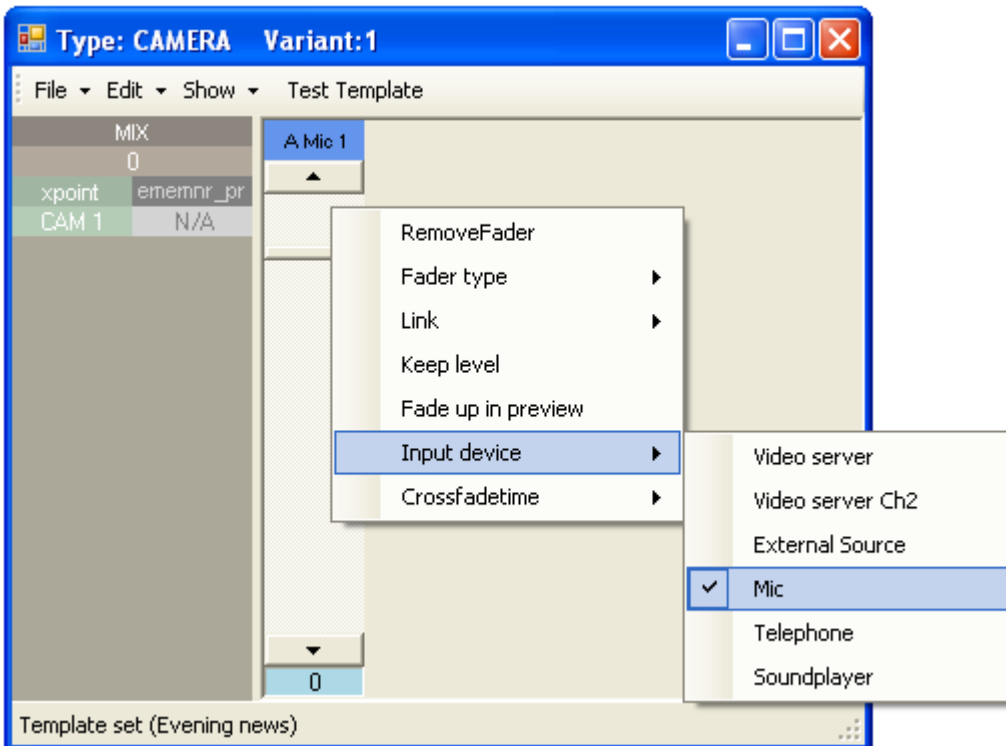 Type: CAMERA Variant:1
File Edit Show Test Template
MIX
0
xpoint ememnr_pr
CAM 1 N/A
A Mic 1
RemoveFader
Fader type
Link
Keep level
Fade up in preview
Input device
Crossfadetime
Video server
Video server Ch2
External Source
Mic
Telephone
Soundplayer
0
Template set (Evening news)